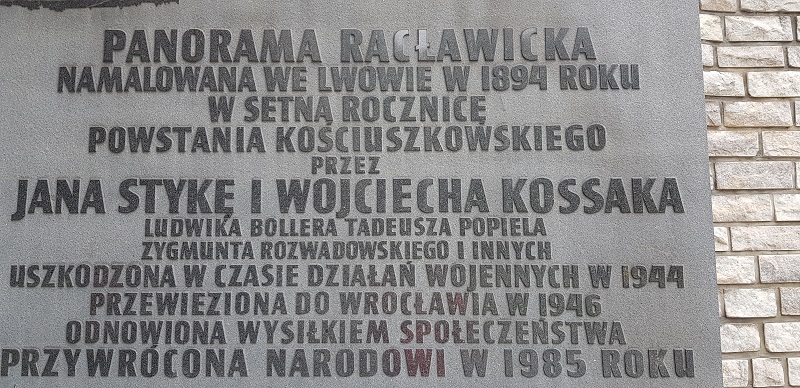 PANORAMA RACŁAWICKA
NAMALOWANA WE LWOWIE W 1894 ROKU
W SETNĄ ROCZNICĘ
POWSTANIA KOŚCIUSZKOWSKIEGO
PRZEZ
JANA STYKĘ I WOJCIECHA KOSSAKA
LUDWIKA BOLLERA TADEUSZA POPIELA
ZYGMUNTA ROZWADOWSKIEGO I INNYCH
USZKODZONA W CZASIE DZIAŁAŃ WOJENNYCH W 1944
PRZEWIEZIONA DO WROCŁAWIA W 1946
ODNOWIONA WYSIŁKIEM SPOŁECZEŃSTWA
PRZYWRÓCONA NARODOWI W 1985 ROKU